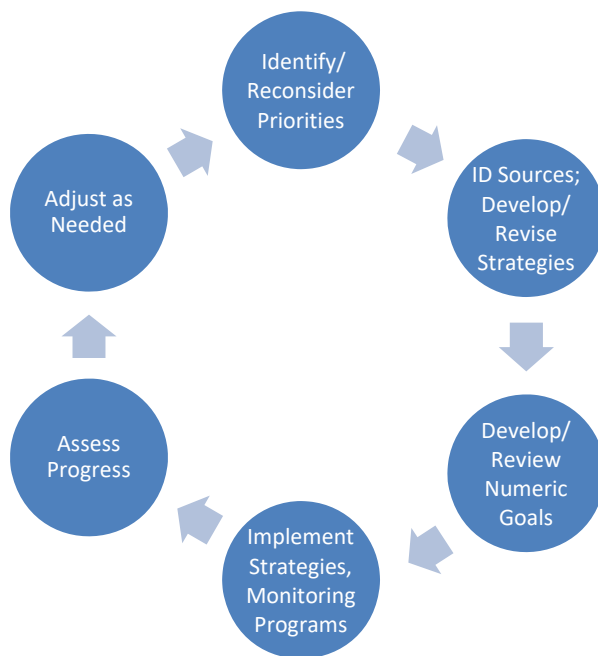 Identify/
Reconsider
Priorities
ID Sources;
Develop/
Revise
Strategies
Develop/
Review
Numeric
Goals
Implement
Strategies,
Monitoring
Programs
Assess
Progress
Adjust as
Needed